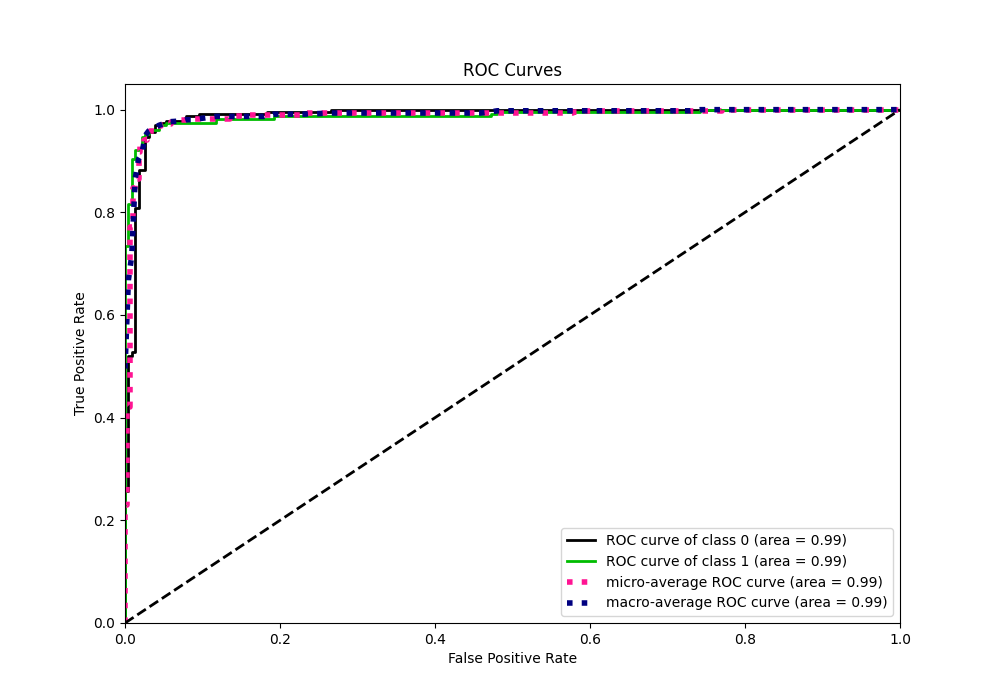 ROC Curves
True Positive Rate
1.0
0.8
0.6
0.4
0.2
0.0
0.0 0.2 0.4 0.6 0.8 1.0
False Positive Rate
ROC curve of class 0 (area = 0.99)
ROC curve of class 1 (area = 0.99)
micro-average ROC curve (area = 0.99)
macro-average ROC curve (area = 0.99)